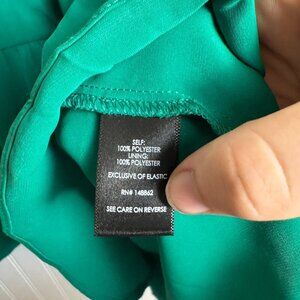 SELF:
100% POLYESTER
LINING:
100% POLYESTER
EXCLUSIVE OF ELASTIC
RN# 148862
SEE CARE ON REVERSE